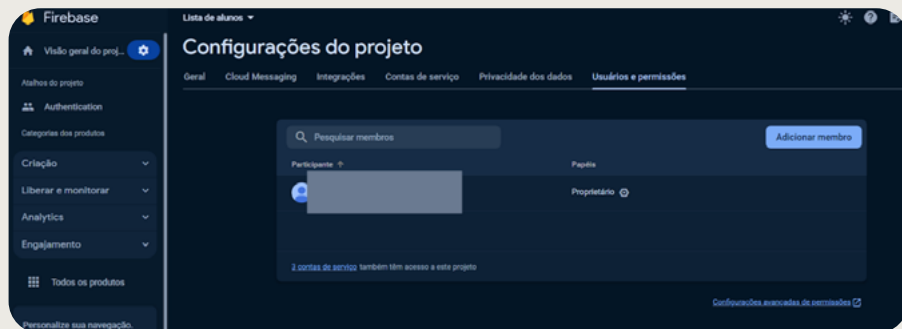 Firebase
Visão geral do proj...
Atalhos do projeto
Authentication
Categorias dos produtos
Criação
Liberar e monitorar
Analytics
Engajamento
Todos os produtos
Personalize sua navegação.
Lista de alunos
Configurações do projeto
Geral Cloud Messaging Integrações Contas de serviço Privacidade dos dados Usuários e permissões
Pesquisar membros
Adicionar membro
Participante Papéis
Proprietário
contas de serviço também têm acesso a este projeto
Configurações avançadas de permissões